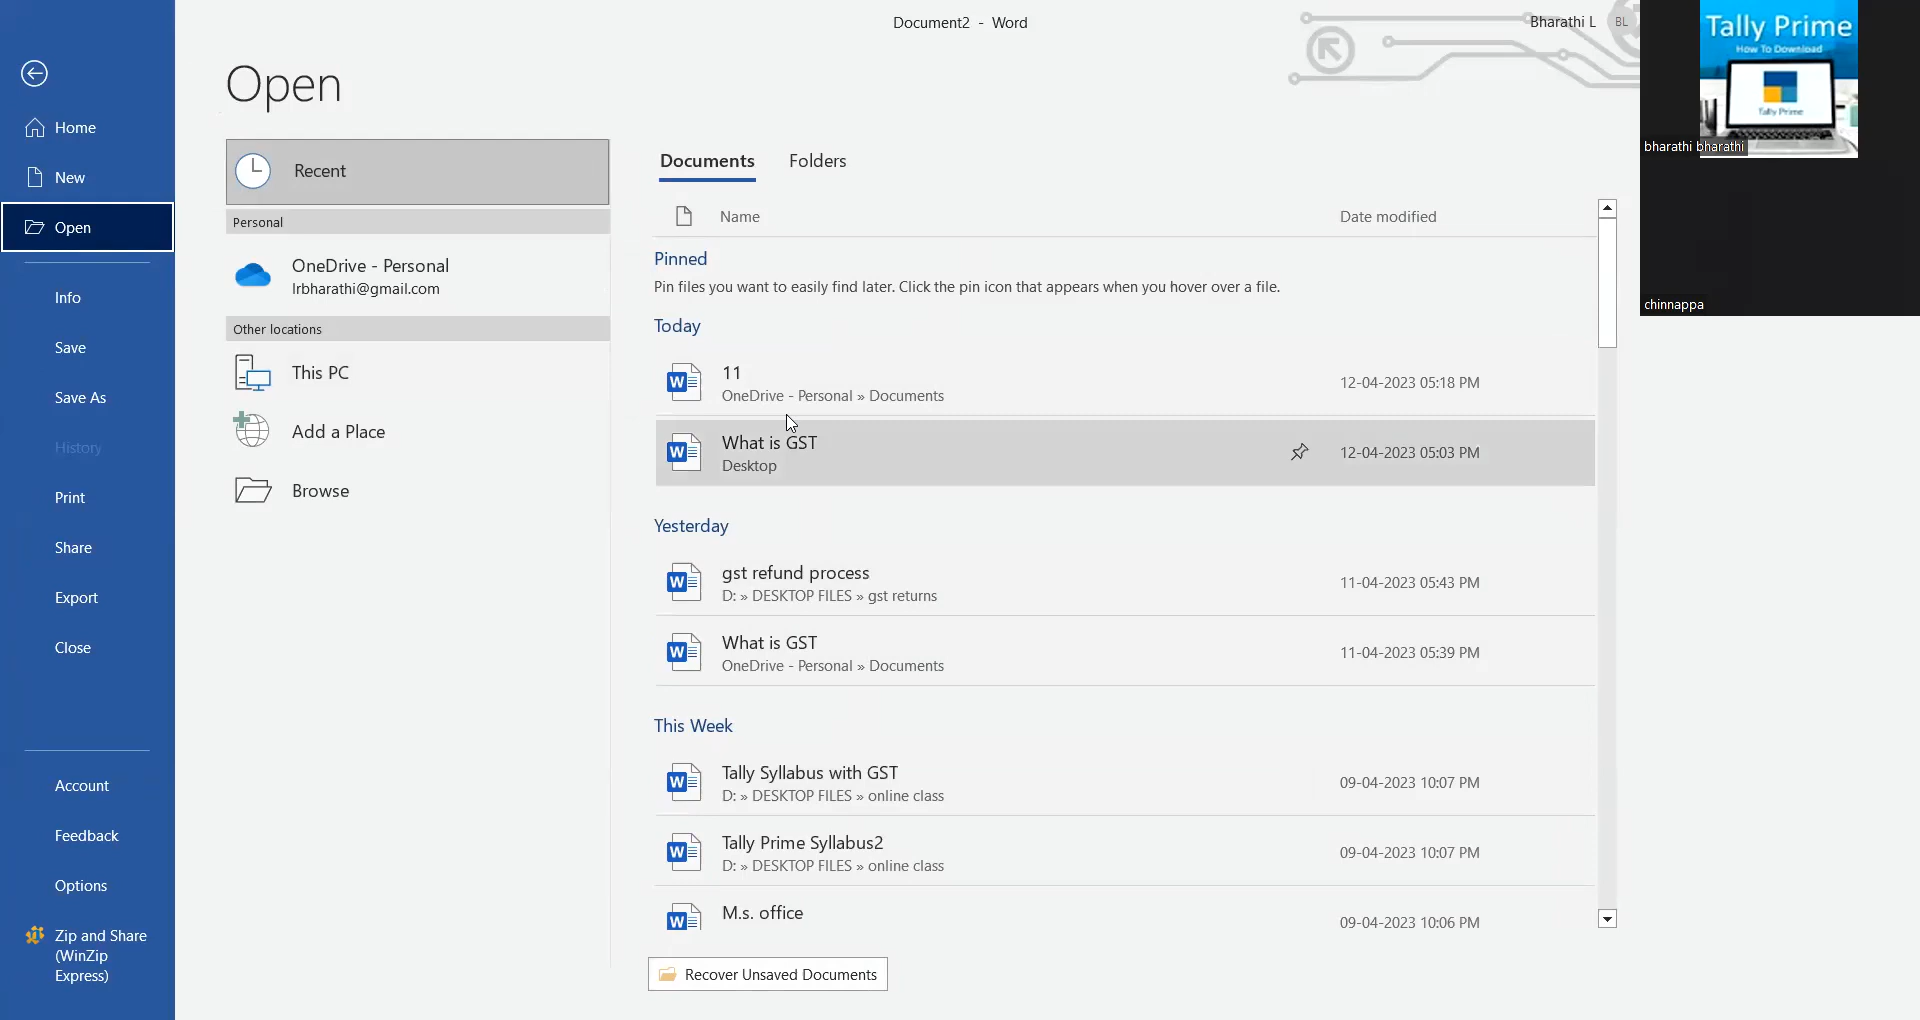 Document2 - Word
Bharathi L
BL
Tally Prime
How To Download
Tally Prime
bharathi bharathi
chinnappa
Open
Home
New
Open
Info
Save
Save As
History
Print
Share
Export
Close
Account
Feedback
Options
Zip and Share
(WinZip
Express)
Recent
Personal
OneDrive - Personal
lrbharathi@gmail.com
Other locations
This PC
Add a Place
Browse
Documents
Folders
Name
Date modified
Pinned
Pin files you want to easily find later. Click the pin icon that appears when you hover over a file.
Today
11
OneDrive - Personal » Documents
12-04-2023 05:18 PM
What is GST
Desktop
12-04-2023 05:03 PM
Yesterday
gst refund process
D: » DESKTOP FILES » gst returns
11-04-2023 05:43 PM
What is GST
OneDrive - Personal » Documents
11-04-2023 05:39 PM
This Week
Tally Syllabus with GST
D: » DESKTOP FILES » online class
09-04-2023 10:07 PM
Tally Prime Syllabus2
D: » DESKTOP FILES » online class
09-04-2023 10:07 PM
M.s. office
09-04-2023 10:06 PM
Recover Unsaved Documents